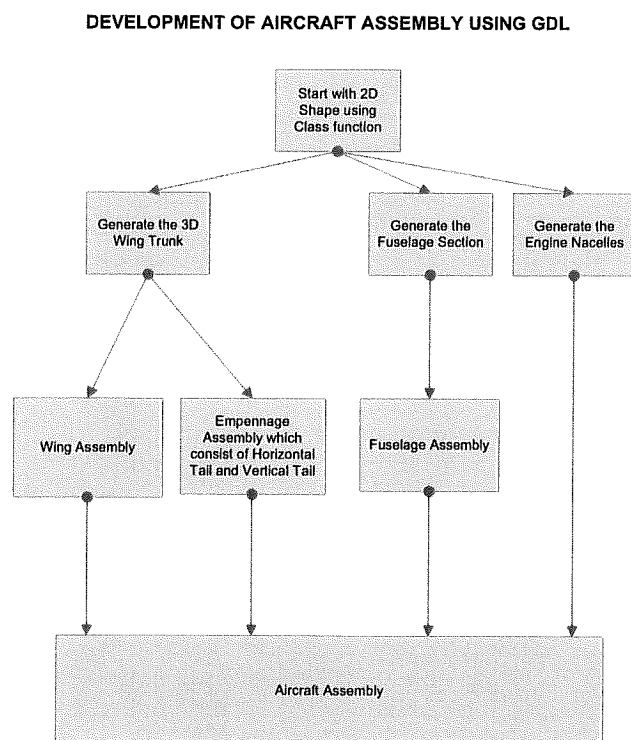 DEVELOPMENT OF AIRCRAFT ASSEMBLY USING GDL
Start with 2D
Shape using
Class function
Generate the 3D
Wing Trunk
Generate the
Fuselage Section
Generate the
Engine Nacelles
Wing Assembly
Empennage
Assembly which
consist of Horizontal
Tail and Vertical Tail
Fuselage Assembly
Aircraft Assembly